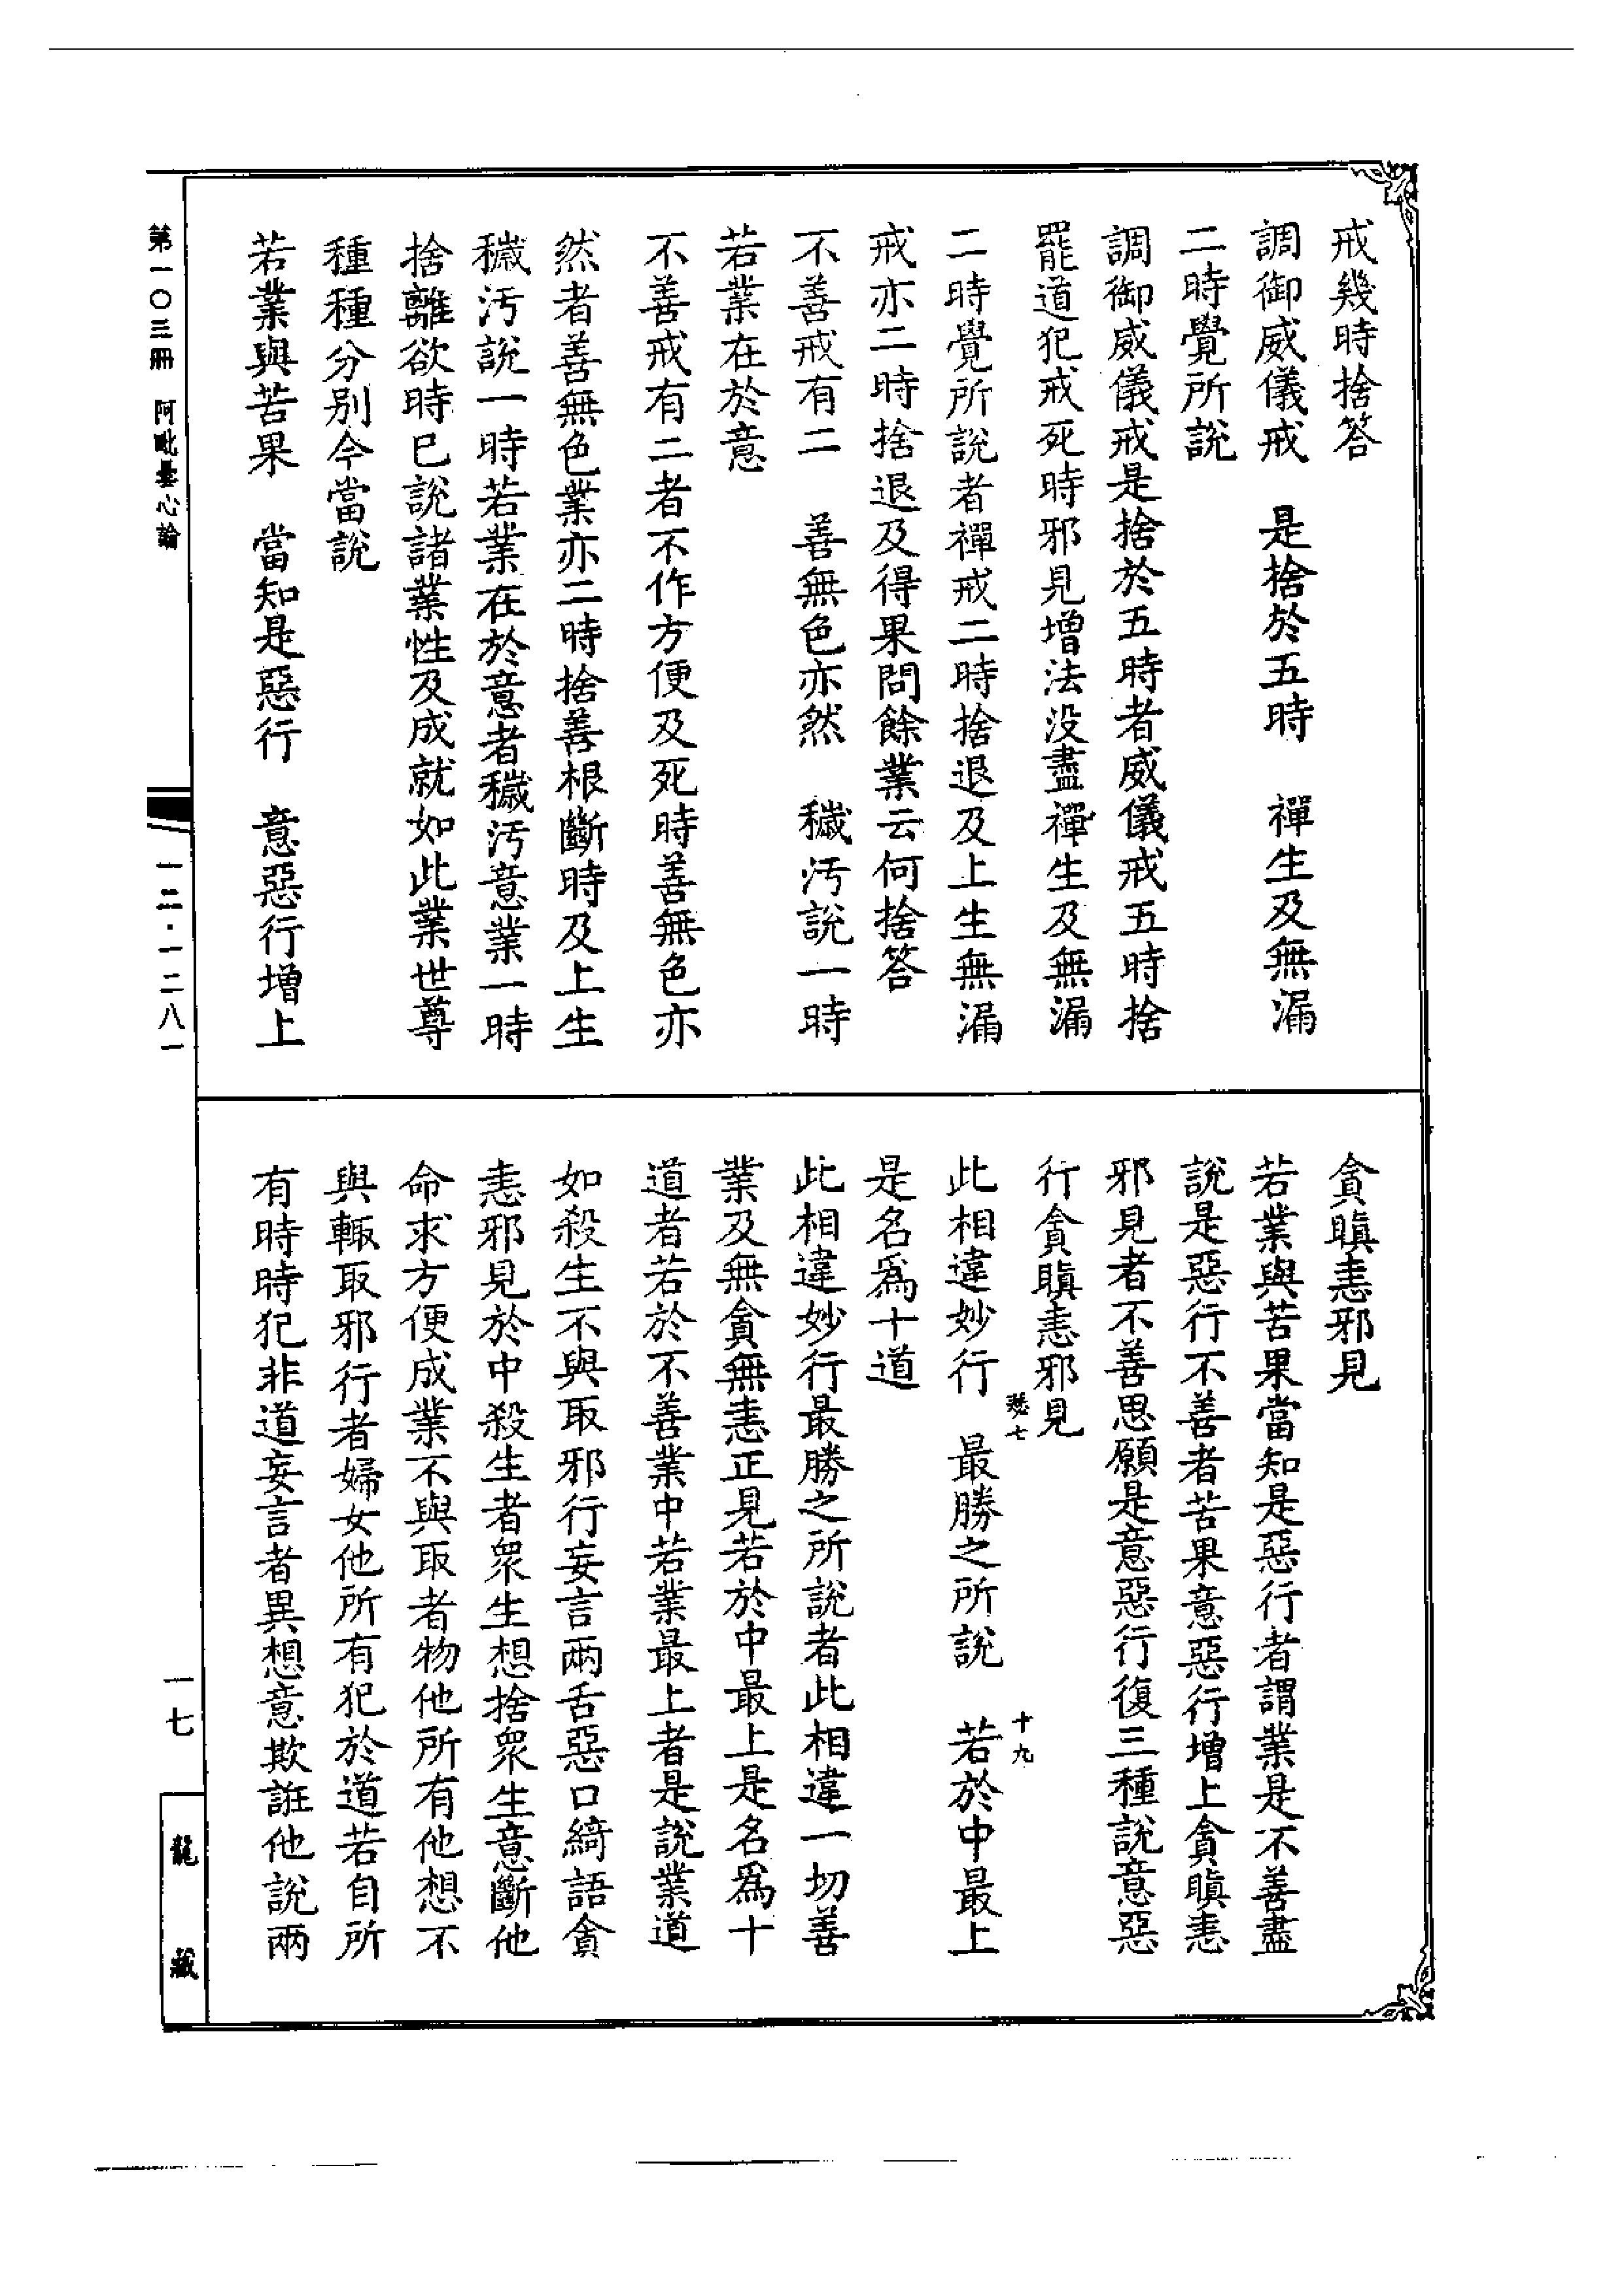 戒幾時捨答
調御威儀戒　是捨於五時　禪生及無漏
二時覺所說
調御威儀戒是捨於五時者威儀戒五時捨
罷道犯戒死時邪見增法没盡禪生及無漏
二時覺所說者禪戒二時捨退及上生無漏
戒亦二時捨退及得果問餘業云何捨答
不善戒有二　善無色亦然　穢汚說一時
若業在於意
不善戒有二者不作方便及死時善無色亦
然者善無色業亦二時捨善根斷時及上生
穢汚說一時若業在於意者穢汚意業一時
捨離欲時已說諸業性及成就如此業世尊
種種分別今當說
若業與苦果　當知是惡行　意惡行增上
貪瞋恚邪見
若業與苦果當知是惡行者謂業是不善盡
說是惡行不善者苦果意惡行增上貪瞋恚
邪見者不善思願是意惡行復三種說意惡
行貪瞋恚邪見
此相違妙行　最勝之所說　若於中最上
是名爲十道
此相違妙行最勝之所說者此相違一切善
業及無貪無恚正見若於中最上是名爲十
道者若於不善業中若業最上者是說業道
如殺生不與取邪行妄言兩舌惡口綺語貪
恚邪見於中殺生者眾生想捨眾生意斷他
命求方便成業不與取者物他所有他想不
與輒取邪行者婦女他所有犯於道若自所
有時時犯非道妄言者異想意欺誑他說兩
七
十九
第一〇三冊　阿毗曇心論
一二·一二八一
一七
龍藏